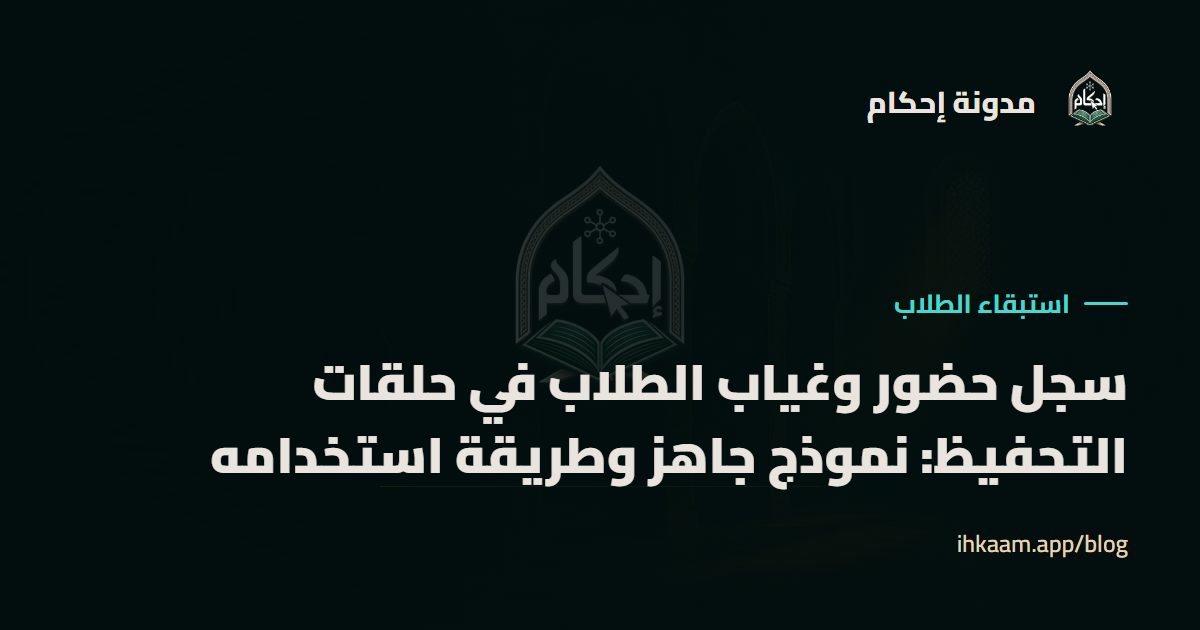 مدونة إحكام
إحكام
إحكام
استبقاء الطلاب
سجل حضور وغياب الطلاب في حلقات
التحفيظ: نموذج جاهز وطريقة استخدامه
ihkaam.app/blog